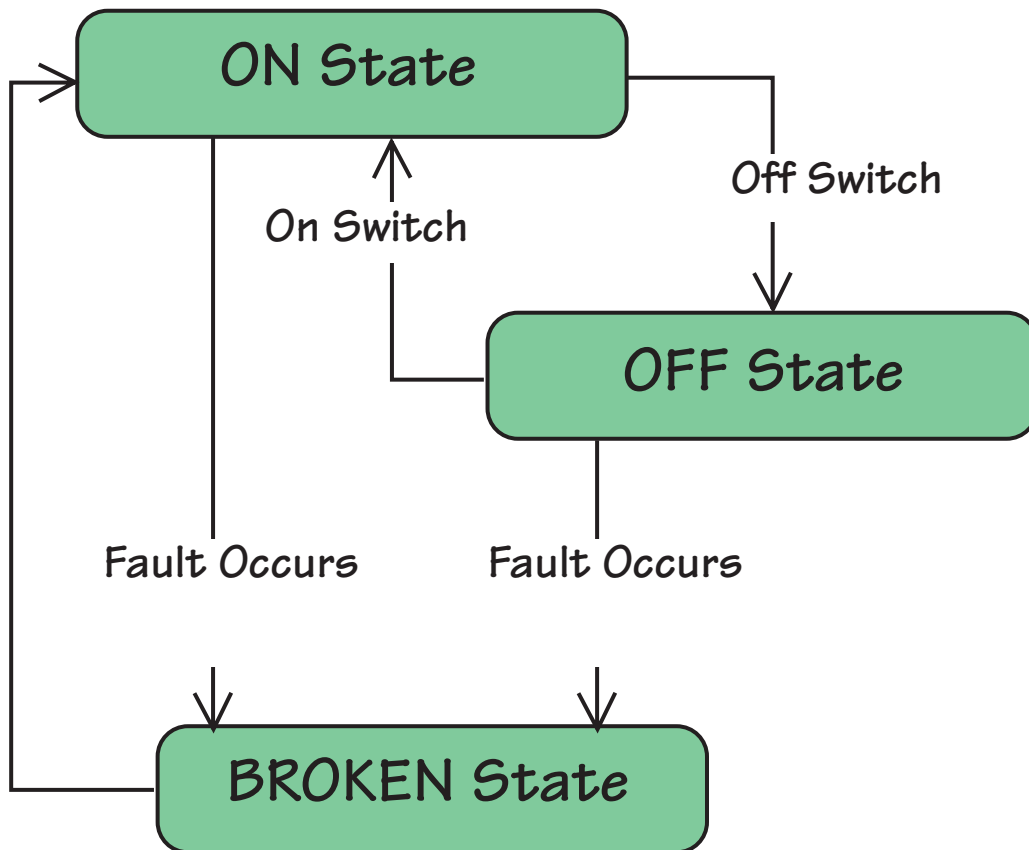 ON State
Off Switch
On Switch
OFF State
Fault Occurs
Fault Occurs
BROKEN State